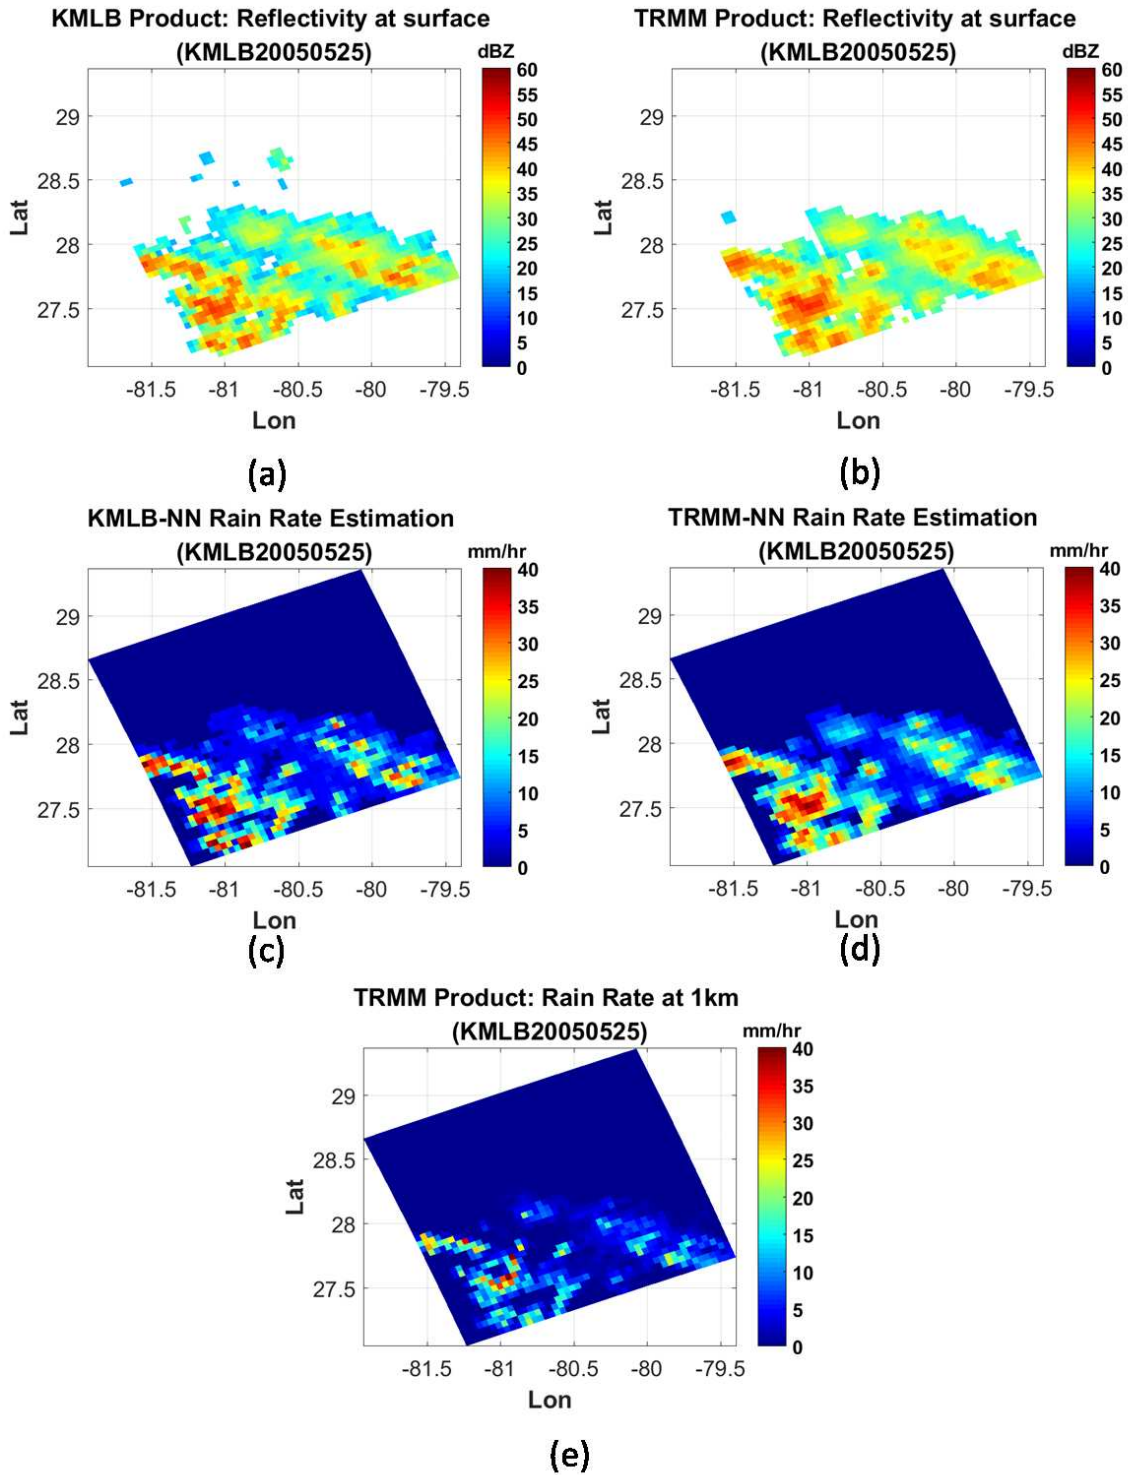 KMLB Product: Reflectivity at surface
(KMLB20050525)
dBZ
60
55
50
45
40
35
30
25
20
15
10
5
0
29
28.5
28
27.5
Lat
-81.5 -81 -80.5 -80 -79.5
Lon
(a)
TRMM Product: Reflectivity at surface
(KMLB20050525)
dBZ
60
55
50
45
40
35
30
25
20
15
10
5
0
29
28.5
28
27.5
Lat
-81.5 -81 -80.5 -80 -79.5
Lon
(b)
KMLB-NN Rain Rate Estimation
(KMLB20050525)
mm/hr
40
35
30
25
20
15
10
5
0
29
28.5
28
27.5
Lat
-81.5 -81 -80.5 -80 -79.5
Lon
(c)
TRMM-NN Rain Rate Estimation
(KMLB20050525)
mm/hr
40
35
30
25
20
15
10
5
0
29
28.5
28
27.5
Lat
-81.5 -81 -80.5 -80 -79.5
Lon
(d)
TRMM Product: Rain Rate at 1km
(KMLB20050525)
mm/hr
40
35
30
25
20
15
10
5
0
29
28.5
28
27.5
Lat
-81.5 -81 -80.5 -80 -79.5
Lon
(e)